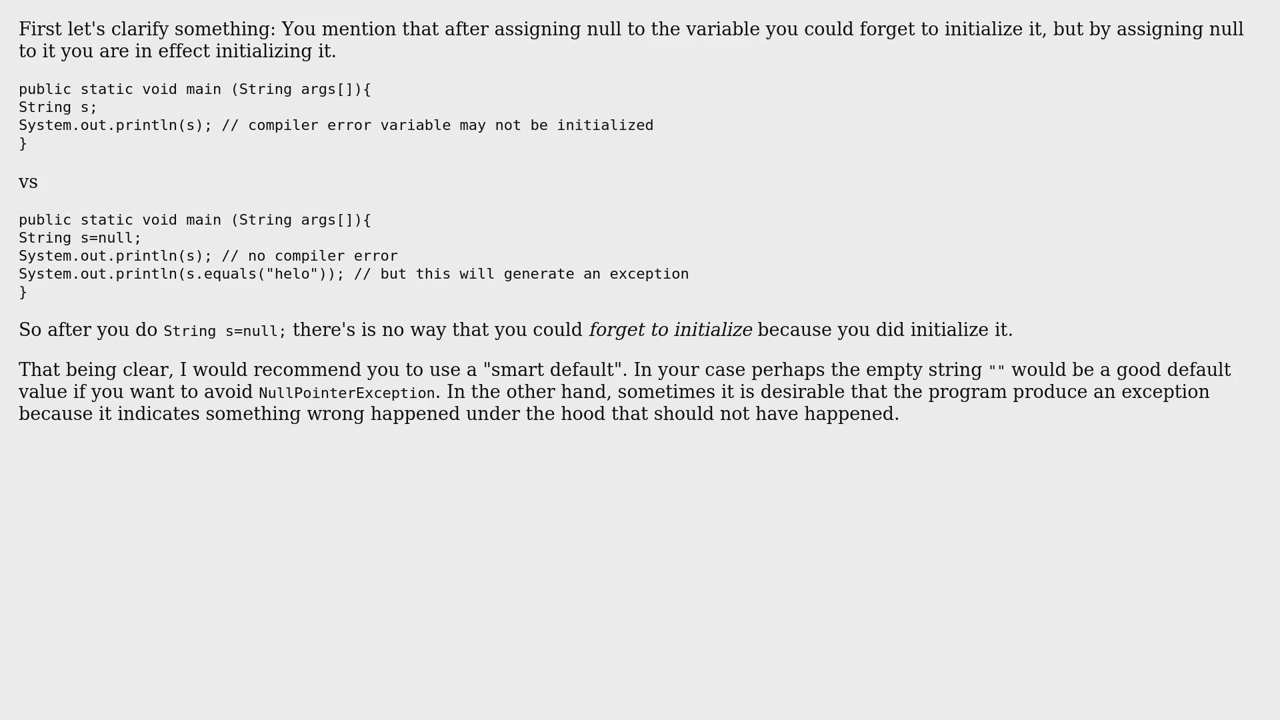 First let's clarify something: You mention that after assigning null to the variable you could forget to initialize it, but by assigning null
to it you are in effect initializing it.
public static void main (String args[]){
String s;
System.out.println(s); // compiler error variable may not be initialized
}
vs
public static void main (String args[]){
String s=null;
System.out.println(s); // no compiler error
System.out.println(s.equals("helo")); // but this will generate an exception
}
So after you do String s=null; there's is no way that you could forget to initialize because you did initialize it.
That being clear, I would recommend you to use a "smart default". In your case perhaps the empty string "" would be a good default
value if you want to avoid NullPointerException. In the other hand, sometimes it is desirable that the program produce an exception
because it indicates something wrong happened under the hood that should not have happened.